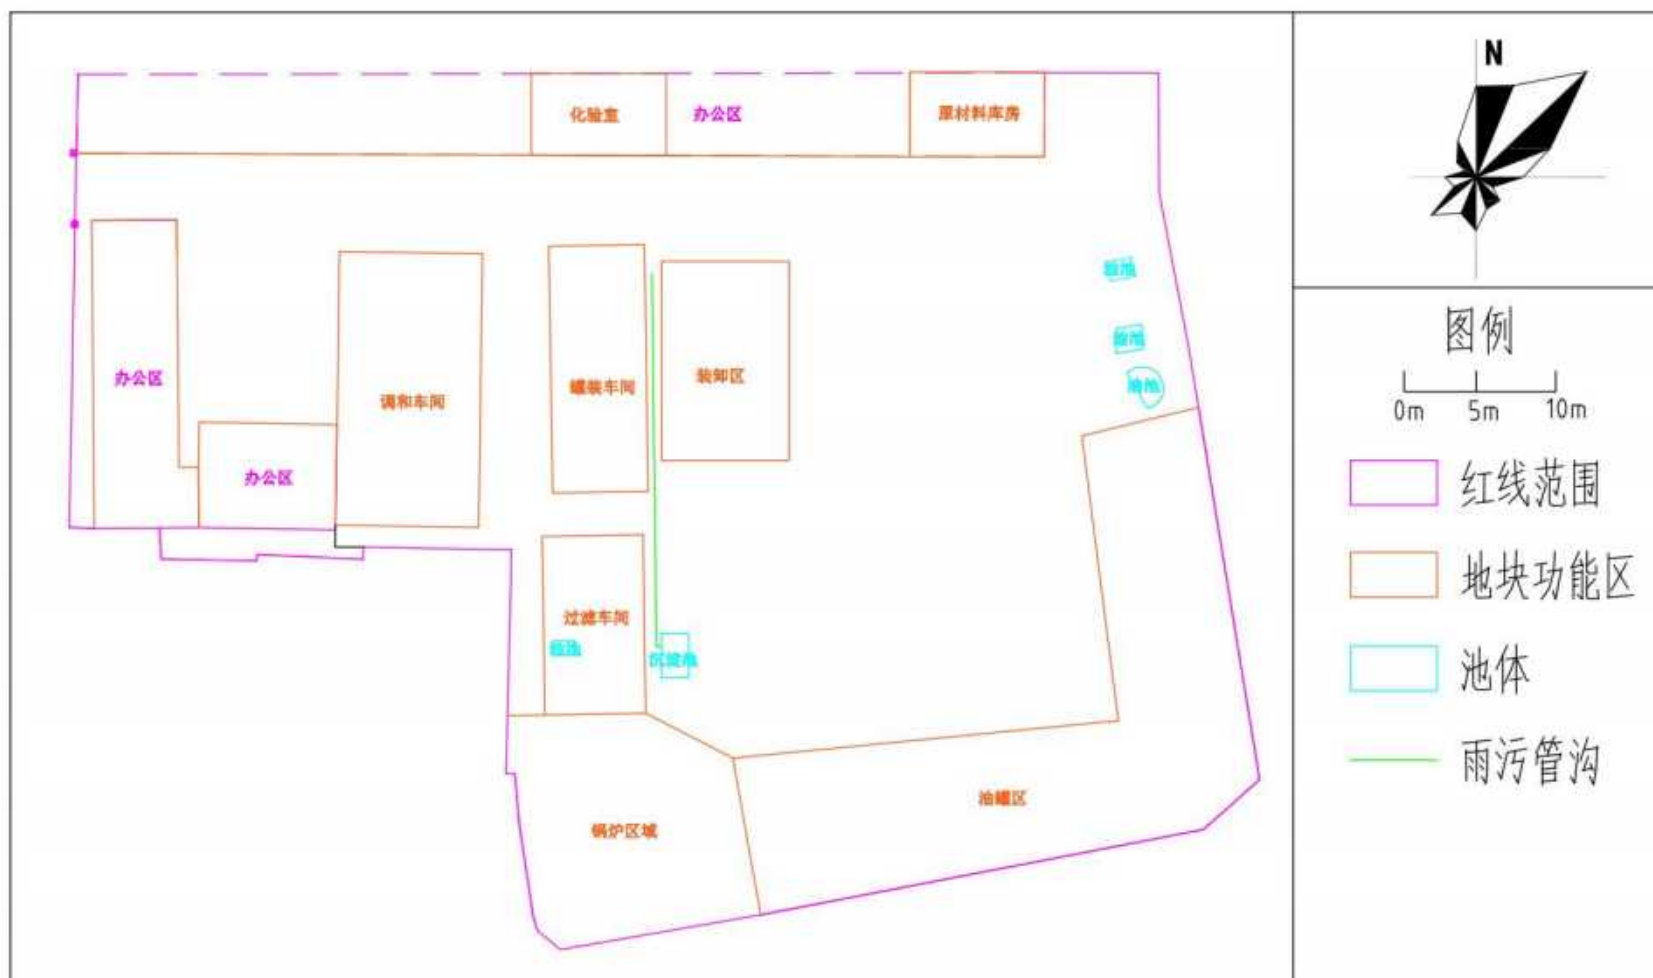 N
化验室
办公区
原材料库房
办公区
调和车间
罐装车间
装卸区
办公区
过滤车间
沉淀池
锅炉区域
油罐区
图例
0m 5m 10m
红线范围
地块功能区
池体
雨污管沟